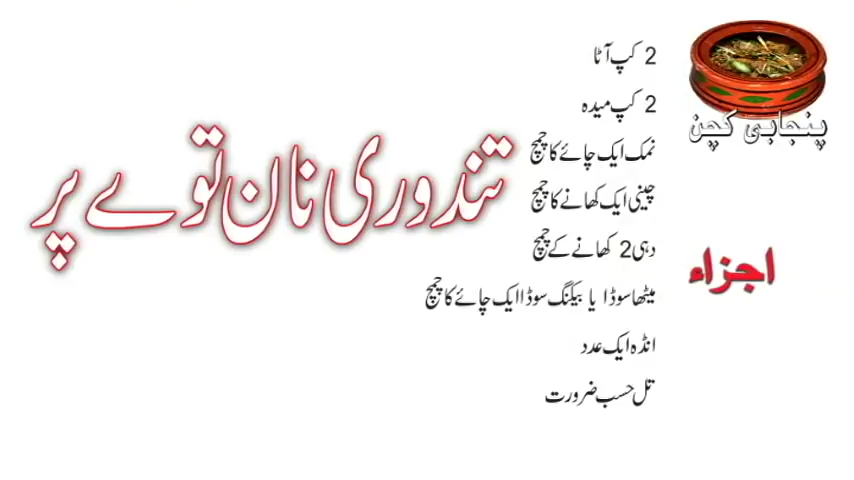 پنجابی کچن
تندوری نان توے پر
اجزاء
2 کپ آٹا
2 کپ میدہ
نمک ایک چائے کا چمچ
چینی ایک کھانے کا چمچ
دہی 2 کھانے کے چمچ
میٹھا سوڈا یا بیکنگ سوڈا ایک چائے کا چمچ
انڈہ ایک عدد
تل حسب ضرورت